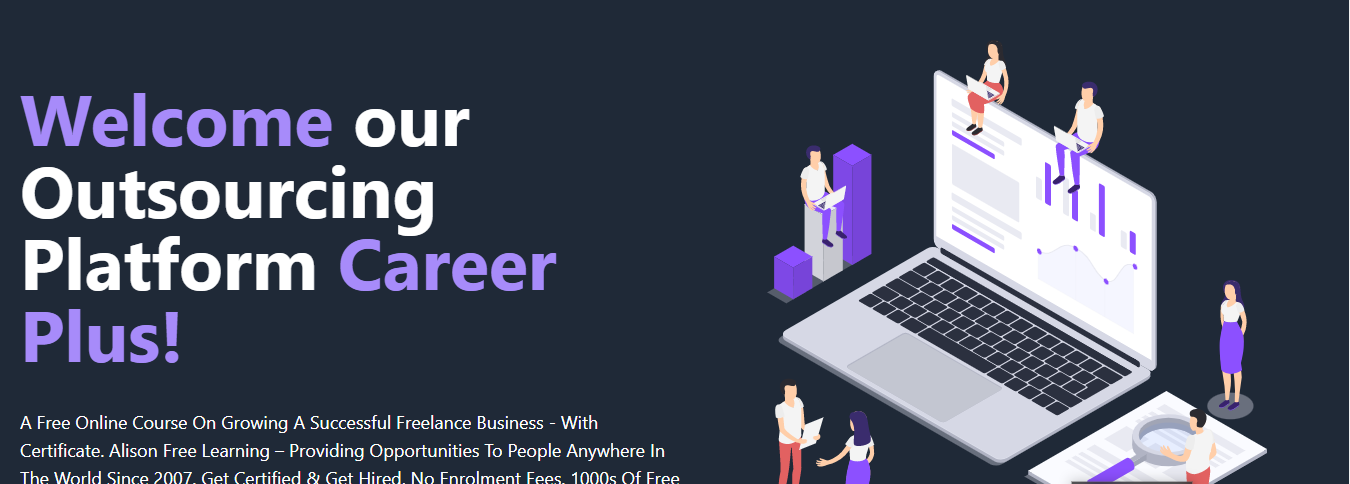 Welcome our
Outsourcing
Platform Career
Plus!
A Free Online Course On Growing A Successful Freelance Business - With
Certificate. Alison Free Learning – Providing Opportunities To People Anywhere In
The World Since 2007. Get Certified & Get Hired. No Enrolment Fees. 1000s Of Free